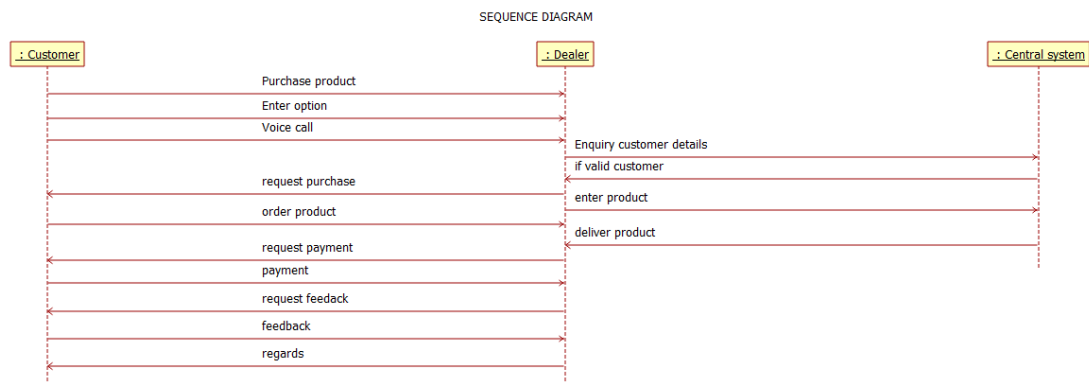 SEQUENCE DIAGRAM
: Customer
: Dealer
: Central system
Purchase product
Enter option
Voice call
Enquiry customer details
if valid customer
request purchase
enter product
order product
deliver product
request payment
payment
request feedack
feedback
regards